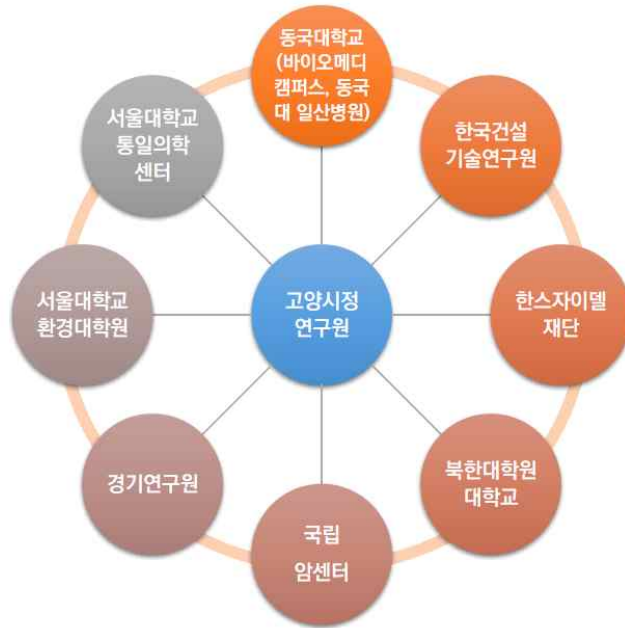 동국대학교
(바이오메디
캠퍼스, 동국
대 일산병원)
한국건설
기술연구원
한스자이델
재단
북한대학원
대학교
국립
암센터
경기연구원
서울대학교
환경대학원
서울대학교
통일의학
센터
고양시정
연구원